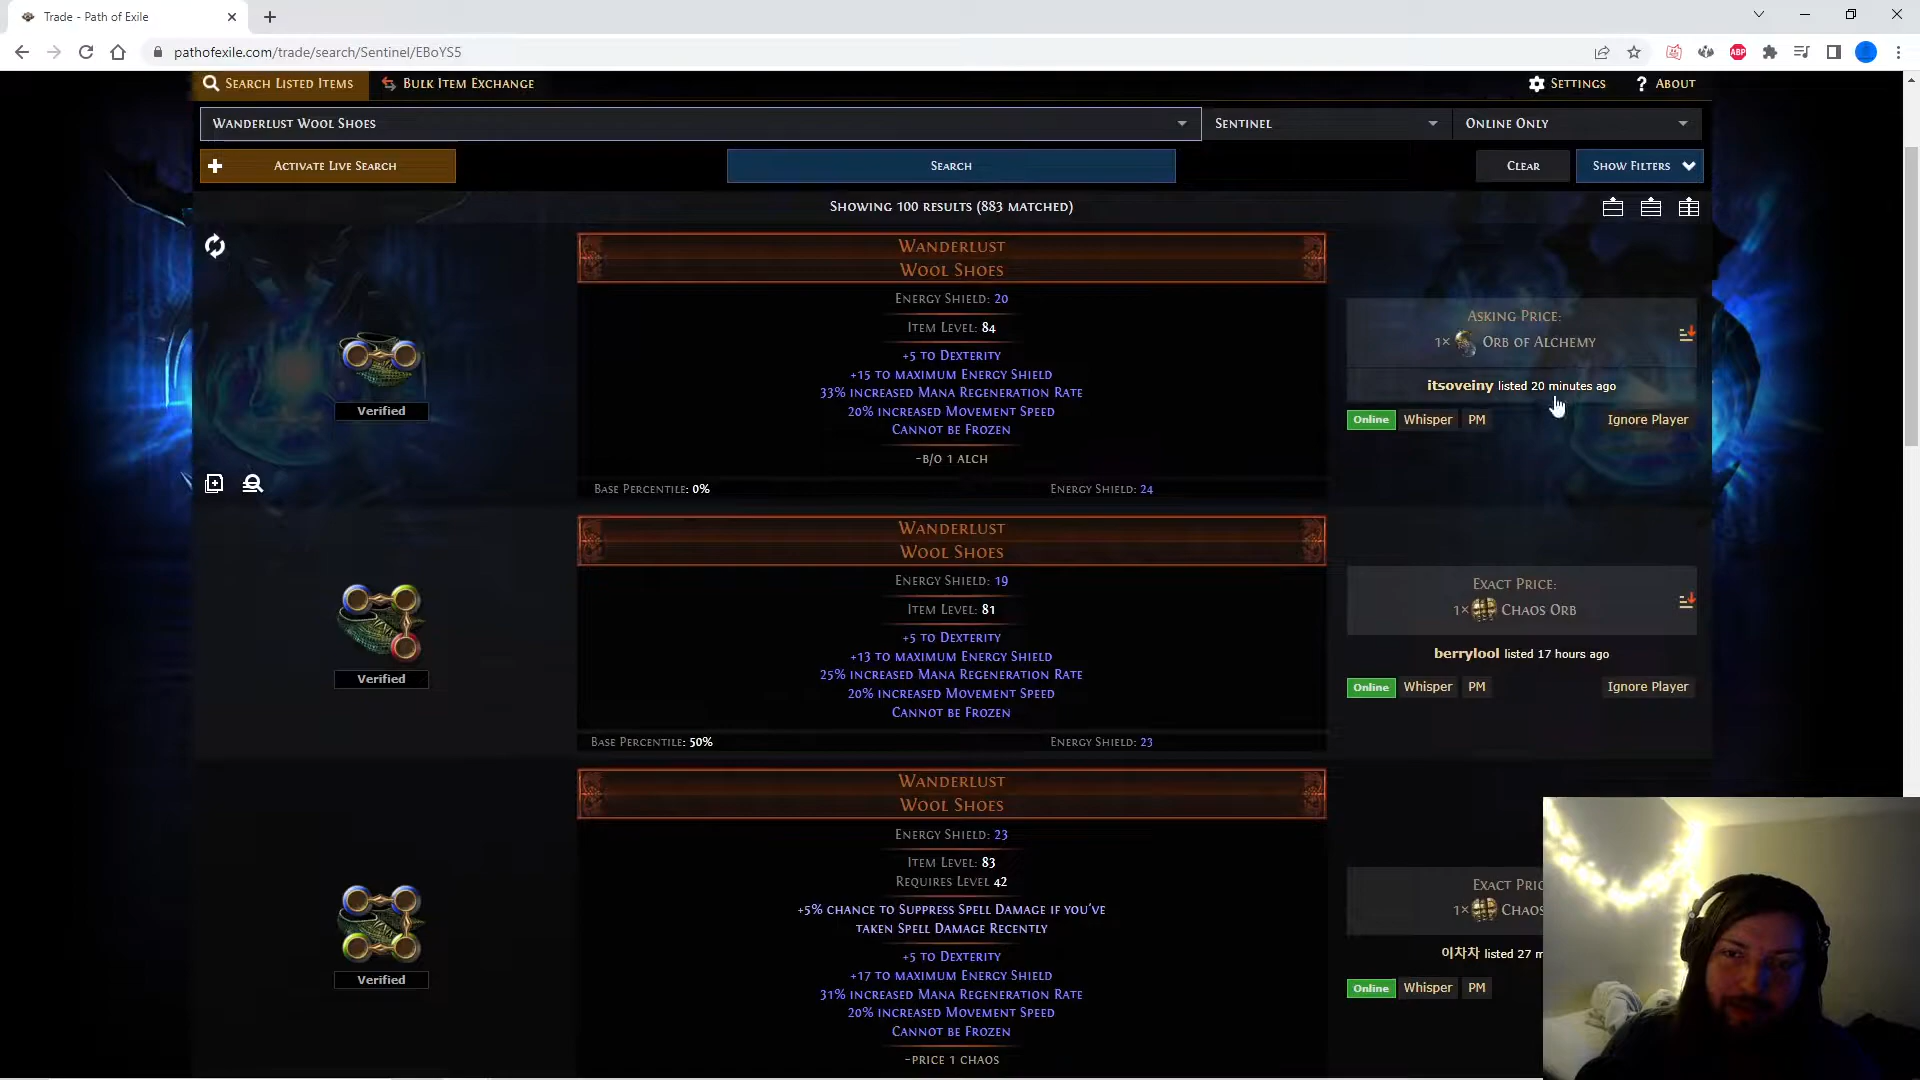 Trade - Path of Exile
pathofexile.com/trade/search/Sentinel/EBoYS5
ABP
Search Listed Items
Bulk Item Exchange
Settings
? About
Wanderlust Wool Shoes
Sentinel
Online Only
Activate Live Search
Search
Clear
Show Filters
Showing 100 results (883 matched)
Wanderlust
Wool Shoes
Energy Shield: 20
Item Level: 84
+5 to Dexterity
+15 to maximum Energy Shield
33% increased Mana Regeneration Rate
20% increased Movement Speed
Cannot be Frozen
~b/o 1 alch
Base Percentile: 0%
Energy Shield: 24
Verified
Asking Price:
1× Orb of Alchemy
itsoveiny listed 20 minutes ago
Online Whisper PM Ignore Player
Wanderlust
Wool Shoes
Energy Shield: 19
Item Level: 81
+5 to Dexterity
+13 to maximum Energy Shield
25% increased Mana Regeneration Rate
20% increased Movement Speed
Cannot be Frozen
Base Percentile: 50%
Energy Shield: 23
Verified
Exact Price:
1× Chaos Orb
berrylool listed 17 hours ago
Online Whisper PM Ignore Player
Wanderlust
Wool Shoes
Energy Shield: 23
Item Level: 83
Requires Level 42
+5% chance to Suppress Spell Damage if you've
taken Spell Damage Recently
+5 to Dexterity
+17 to maximum Energy Shield
31% increased Mana Regeneration Rate
20% increased Movement Speed
Cannot be Frozen
~price 1 chaos
Verified
Exact Pric
1× Chaos
이차차 listed 27 m
Online Whisper PM